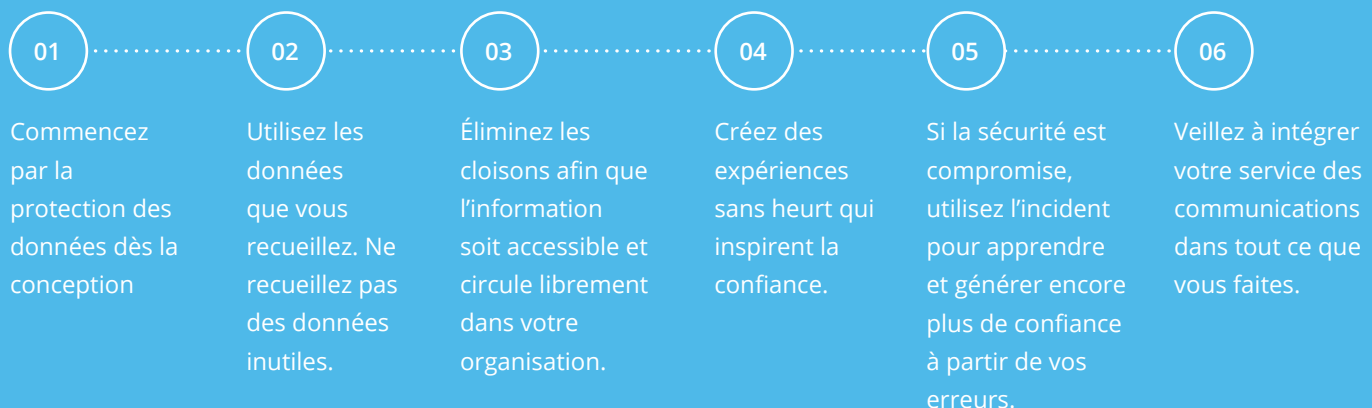 01
Commencez
par la
protection des
données dès la
conception
02
Utilisez les
données
que vous
recueillez. Ne
recueillez pas
des données
inutiles.
03
Éliminez les
cloisons afin que
l’information
soit accessible et
circule librement
dans votre
organisation.
04
Créez des
expériences
sans heurt qui
inspirent la
confiance.
05
Si la sécurité est
compromise,
utilisez l’incident
pour apprendre
et générer encore
plus de confiance
à partir de vos
erreurs.
06
Veillez à intégrer
votre service des
communications
dans tout ce que
vous faites.